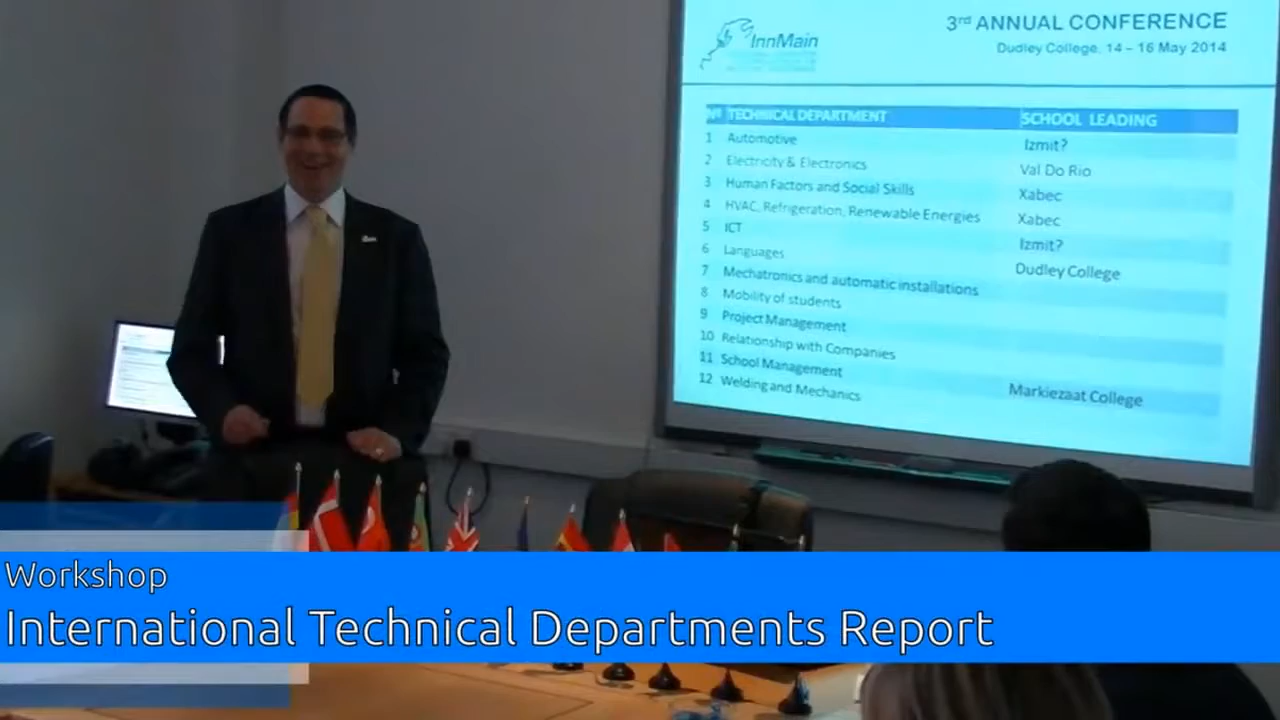 InnMain
3rd ANNUAL CONFERENCE
Dudley College, 14 – 16 May 2014
Nº TECHNICAL DEPARTMENT SCHOOL LEADING
1 Automotive Izmit?
2 Electricity & Electronics Val Do Rio
3 Human Factors and Social Skills Xabec
4 HVAC, Refrigeration, Renewable Energies Xabec
5 ICT Izmit?
6 Languages Dudley College
7 Mechatronics and automatic installations
8 Mobility of students
9 Project Management
10 Relationship with Companies
11 School Management
12 Welding and Mechanics Markiezaat College
Workshop
International Technical Departments Report